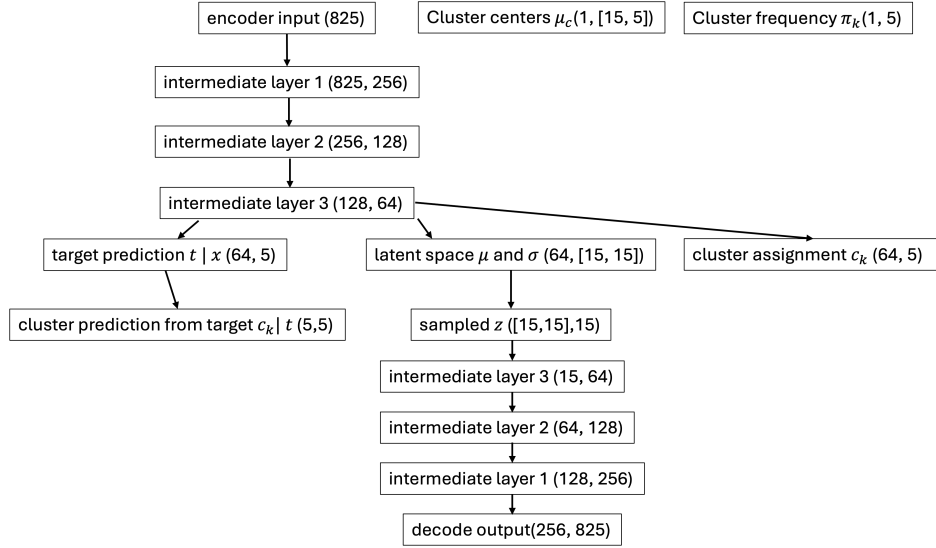 encoder input (825)
Cluster centers μc(1, [15, 5])
Cluster frequency πk(1, 5)
intermediate layer 1 (825, 256)
intermediate layer 2 (256, 128)
intermediate layer 3 (128, 64)
target prediction t | x (64, 5)
latent space μ and σ (64, [15, 15])
cluster assignment ck (64, 5)
cluster prediction from target ck| t (5,5)
sampled z ([15,15],15)
intermediate layer 3 (15, 64)
intermediate layer 2 (64, 128)
intermediate layer 1 (128, 256)
decode output(256, 825)